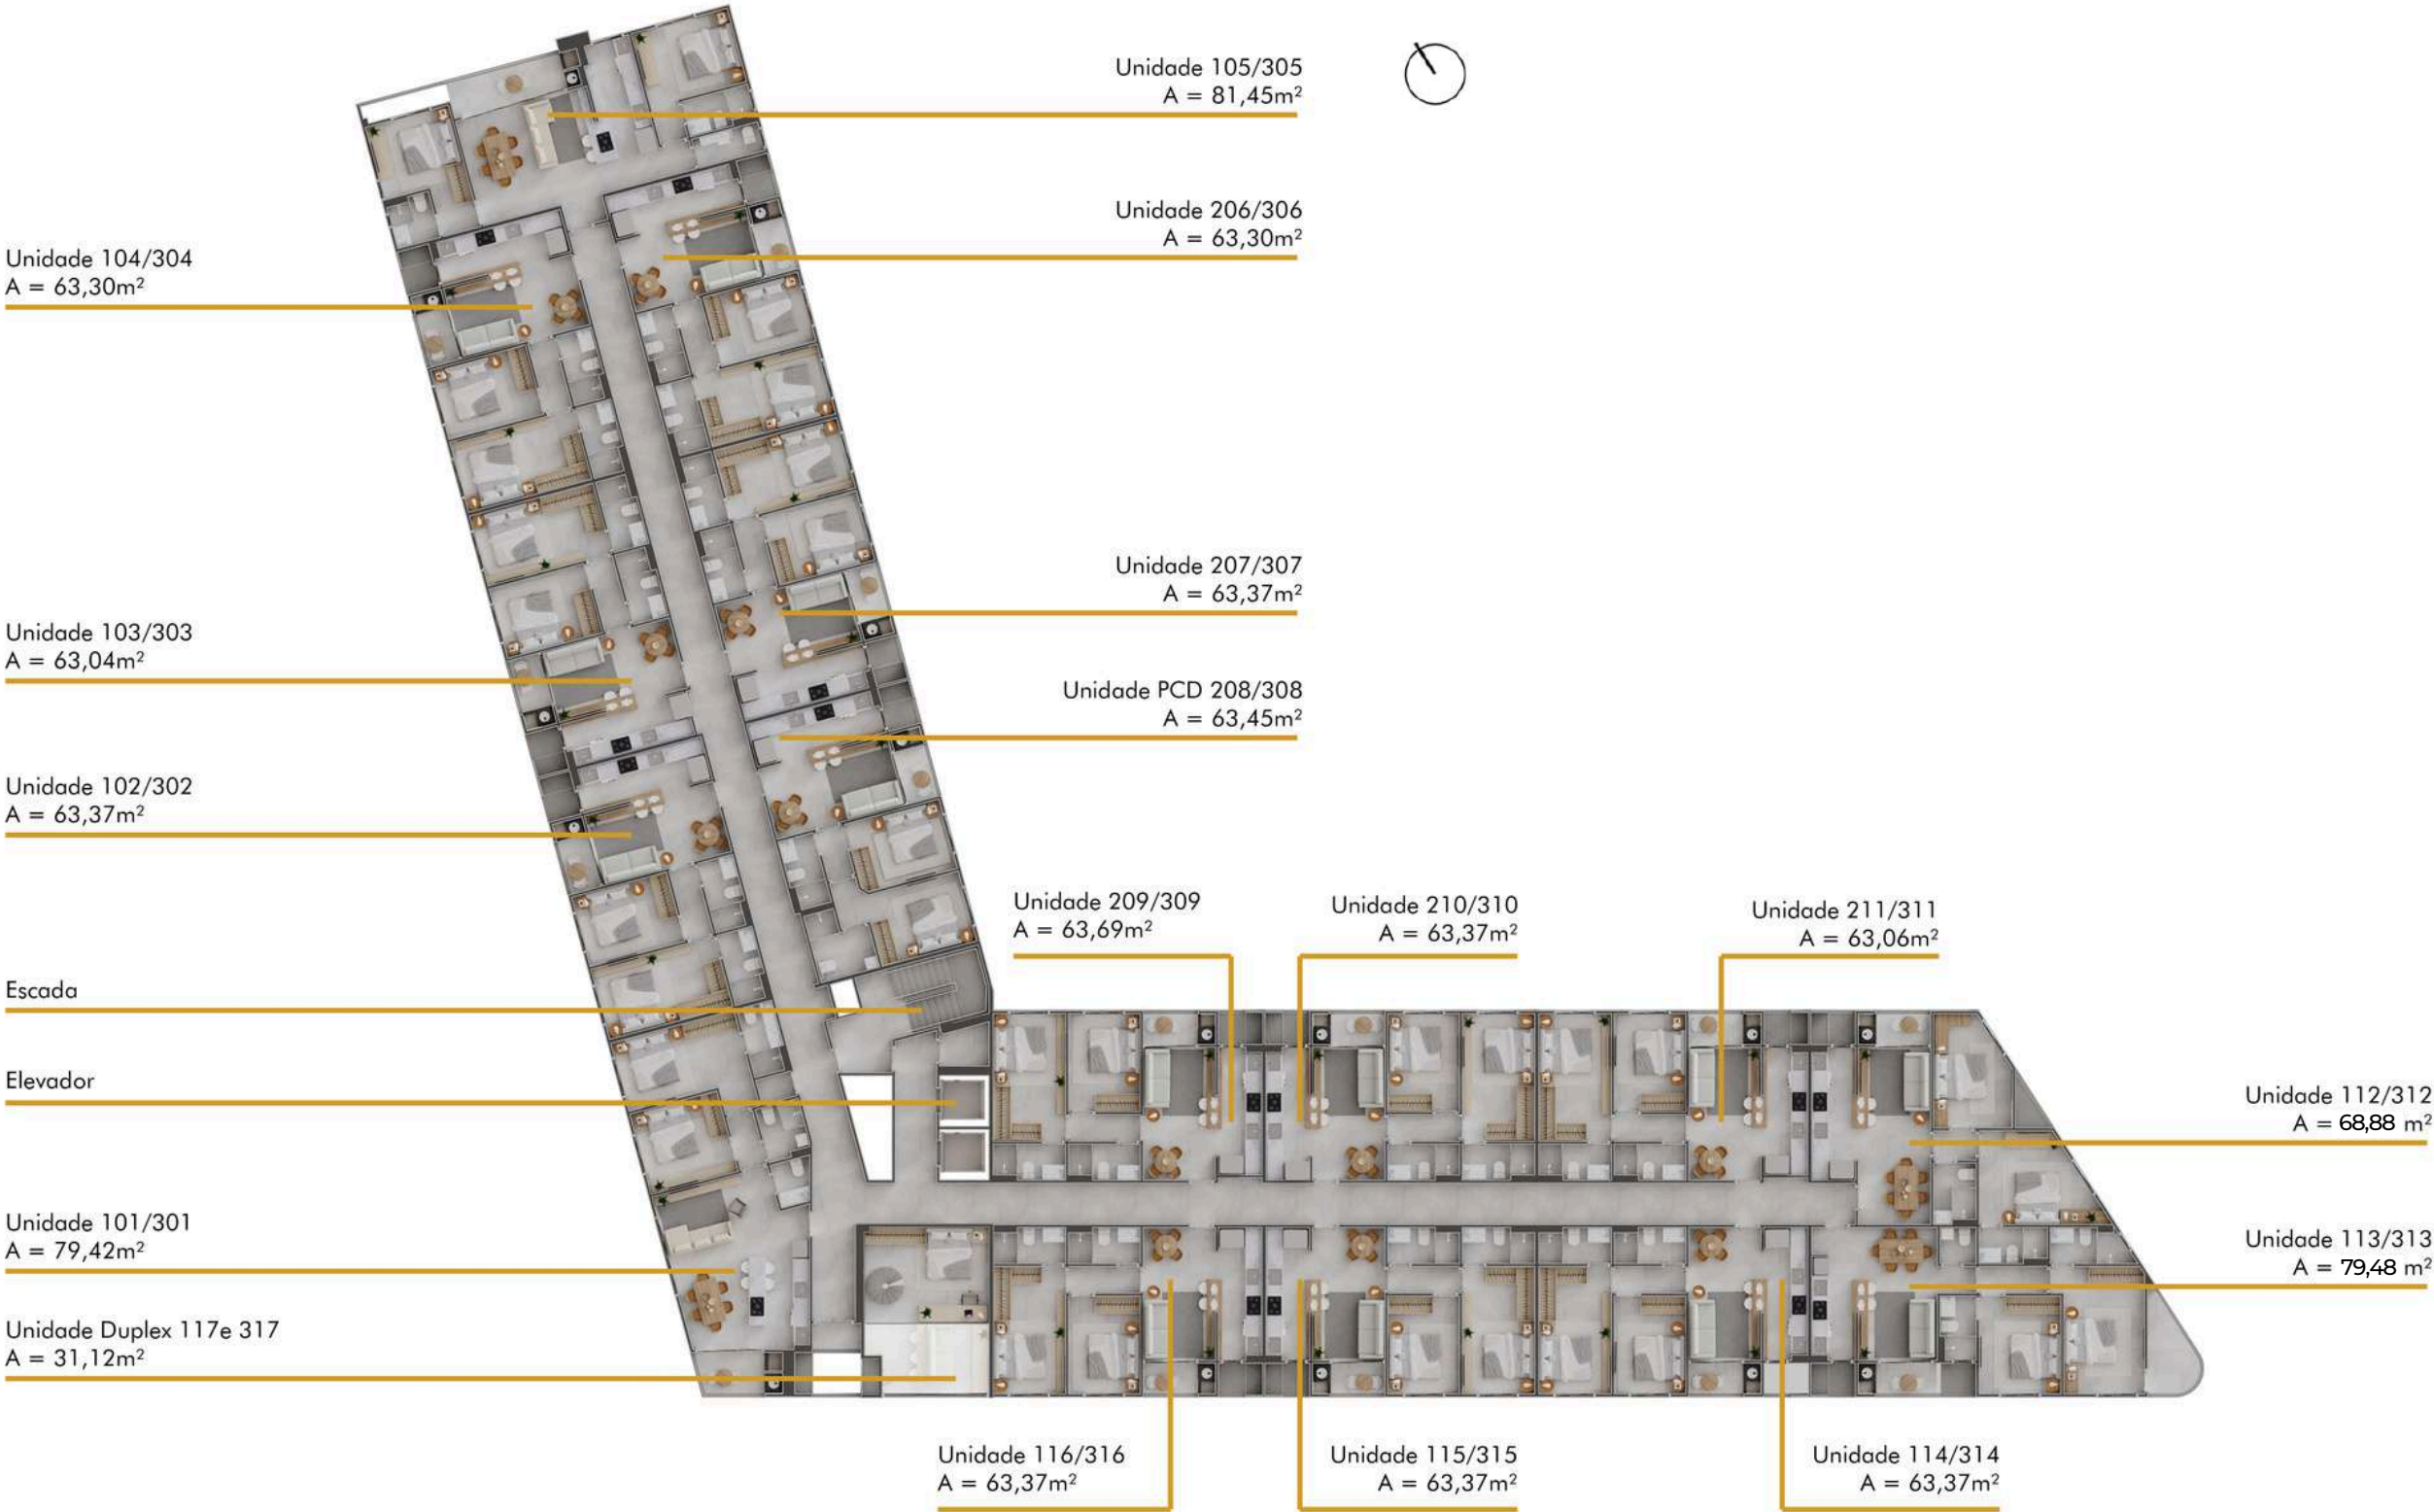 Unidade 105/305
A = 81,45m²
Unidade 206/306
A = 63,30m²
Unidade 104/304
A = 63,30m²
Unidade 207/307
A = 63,37m²
Unidade 103/303
A = 63,04m²
Unidade PCD 208/308
A = 63,45m²
Unidade 102/302
A = 63,37m²
Unidade 209/309
A = 63,69m²
Unidade 210/310
A = 63,37m²
Unidade 211/311
A = 63,06m²
Escada
Elevador
Unidade 112/312
A = 68,88 m²
Unidade 101/301
A = 79,42m²
Unidade 113/313
A = 79,48 m²
Unidade Duplex 117e 317
A = 31,12m²
Unidade 116/316
A = 63,37m²
Unidade 115/315
A = 63,37m²
Unidade 114/314
A = 63,37m²